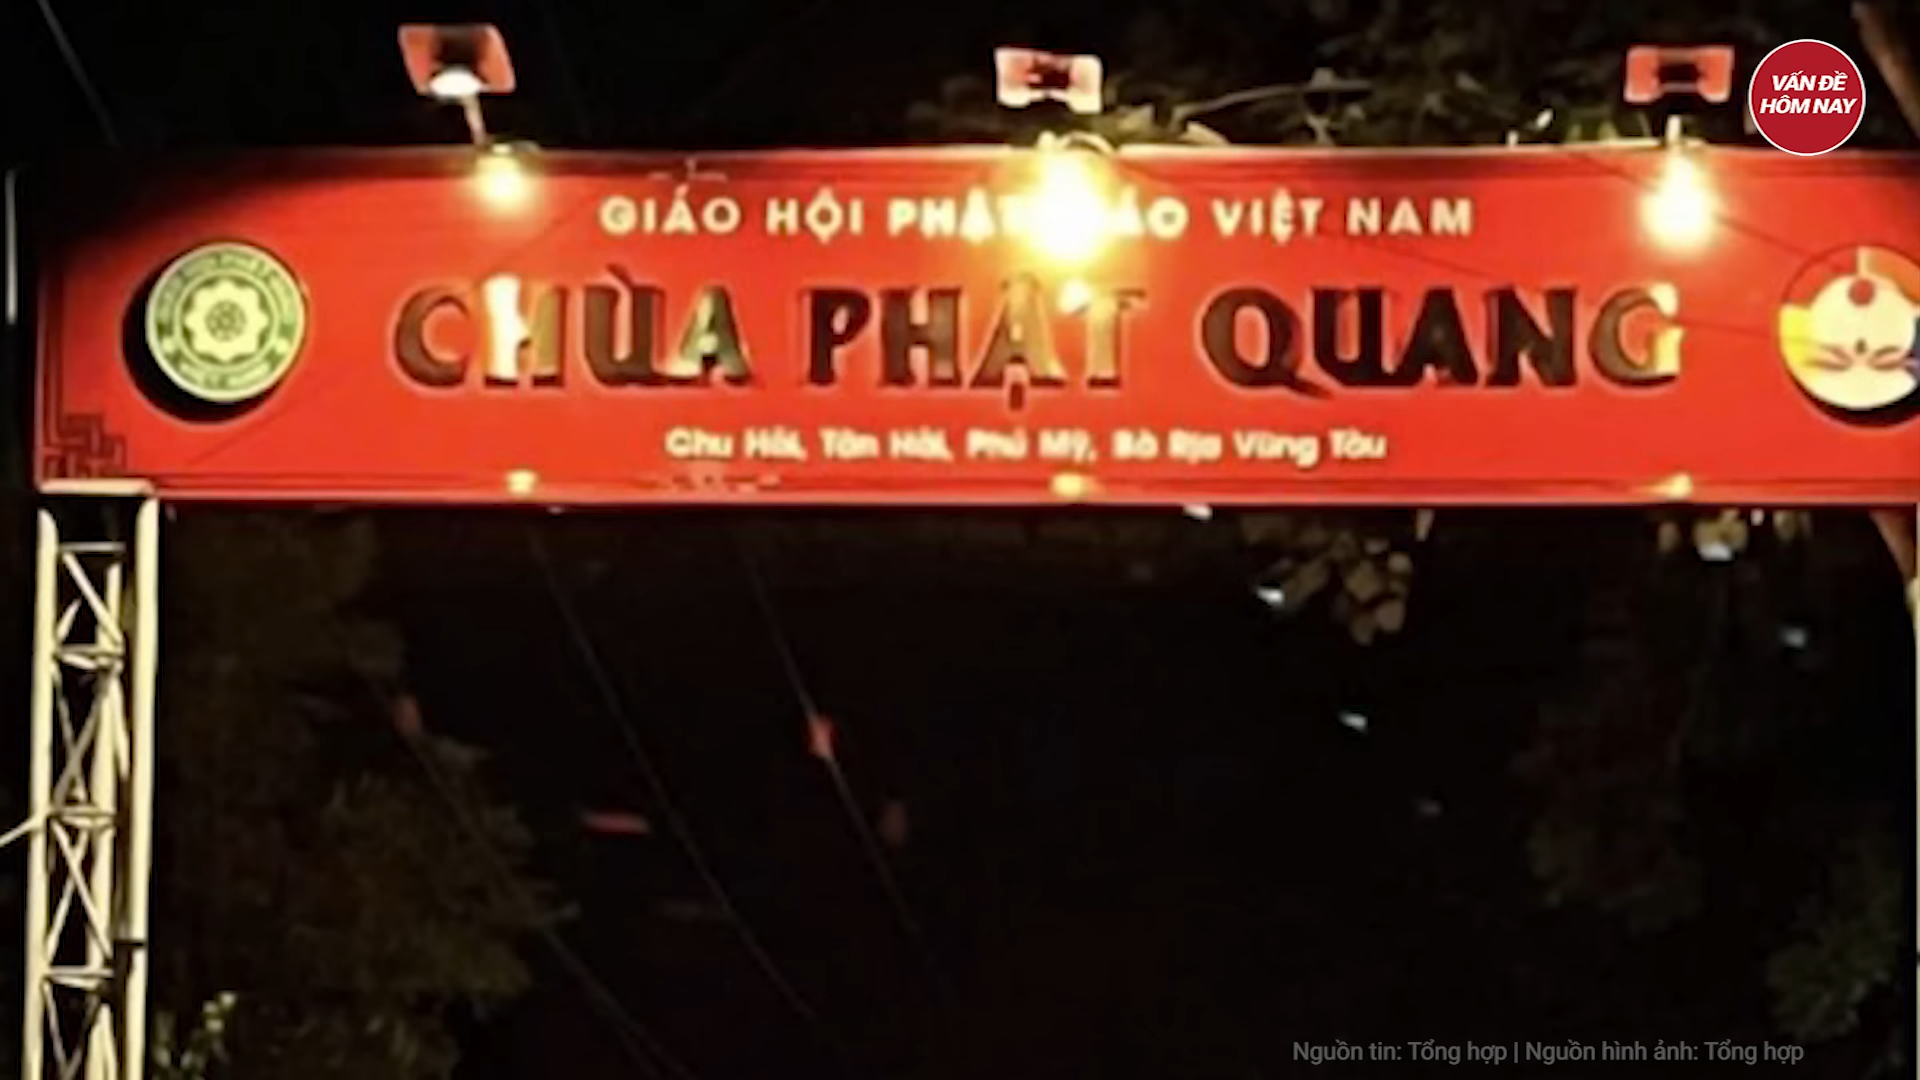 VẤN ĐỀ
HÔM NAY
GIÁO HỘI PHẬT GIÁO VIỆT NAM
CHÙA PHẬT QUANG
Chu Hải, Tân Hải, Phú Mỹ, Bà Rịa Vũng Tàu
Nguồn tin: Tổng hợp | Nguồn hình ảnh: Tổng hợp